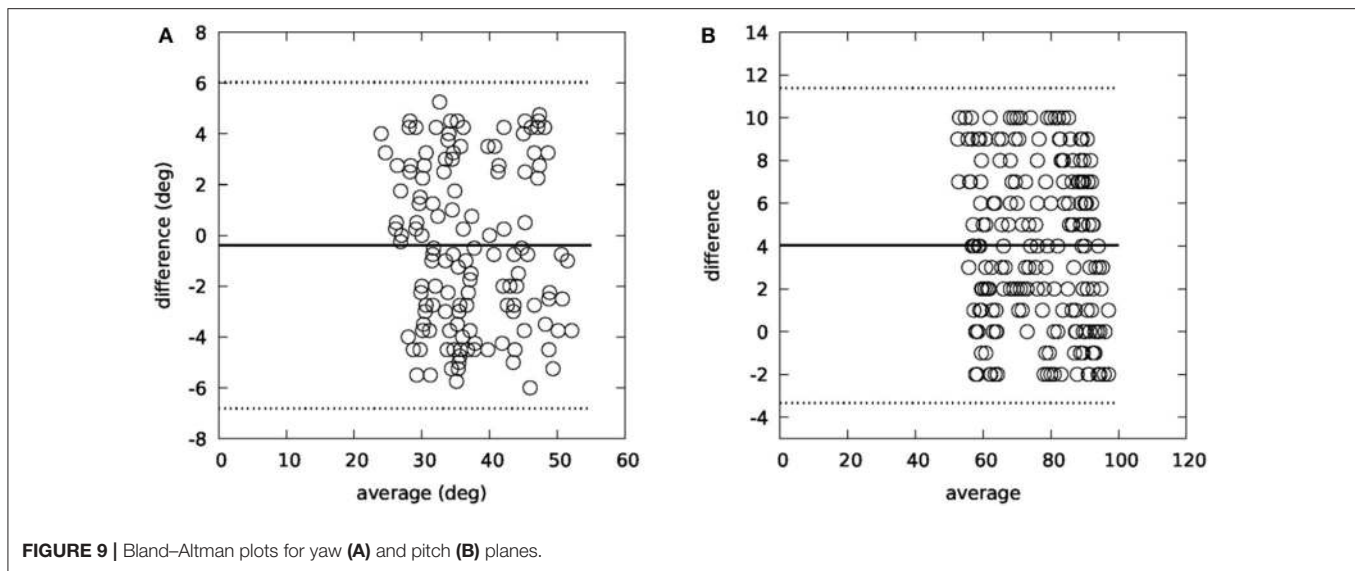 A
8
6
4
2
0
-2
-4
-6
-8
difference (deg)
0 10 20 30 40 50 60
average (deg)
B
14
12
10
8
6
4
2
0
-2
-4
difference
0 20 40 60 80 100 120
average
FIGURE 9 | Bland–Altman plots for yaw (A) and pitch (B) planes.